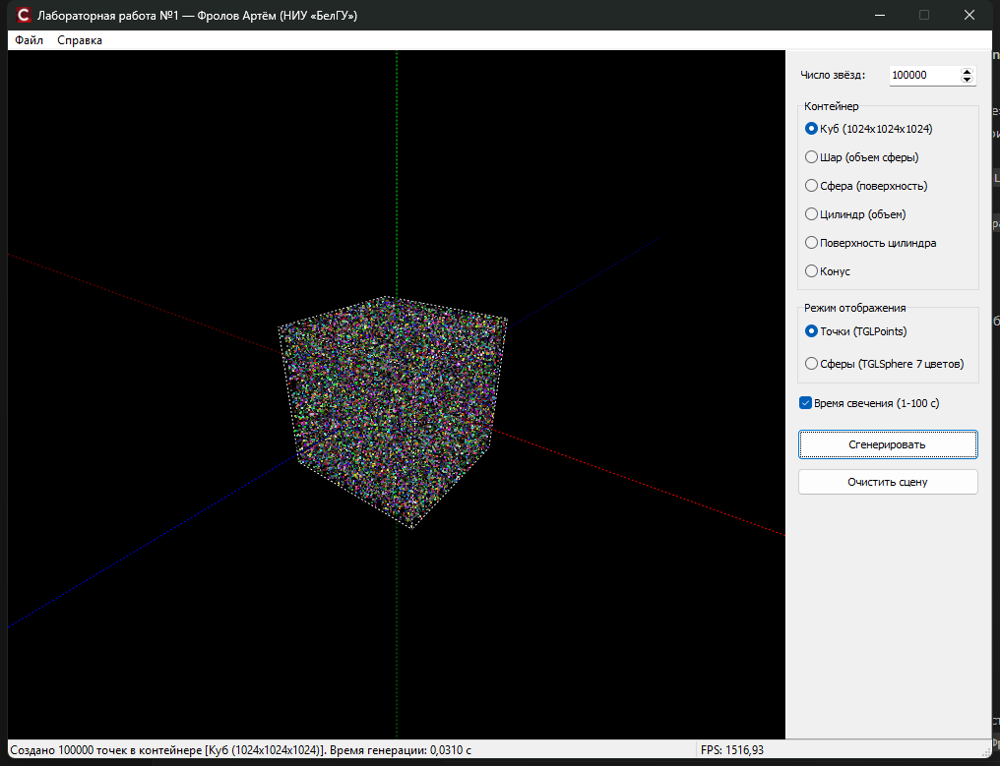 Лабораторная работа №1 — Фролов Артём (НИУ «БелГУ»)
Файл Справка
Число звёзд: 100000
Контейнер
Куб (1024x1024x1024)
Шар (объем сферы)
Сфера (поверхность)
Цилиндр (объем)
Поверхность цилиндра
Конус
Режим отображения
Точки (TGLPoints)
Сферы (TGLSphere 7 цветов)
Время свечения (1-100 с)
Сгенерировать
Очистить сцену
Создано 100000 точек в контейнере [Куб (1024x1024x1024)]. Время генерации: 0,0310 с
FPS: 1516,93